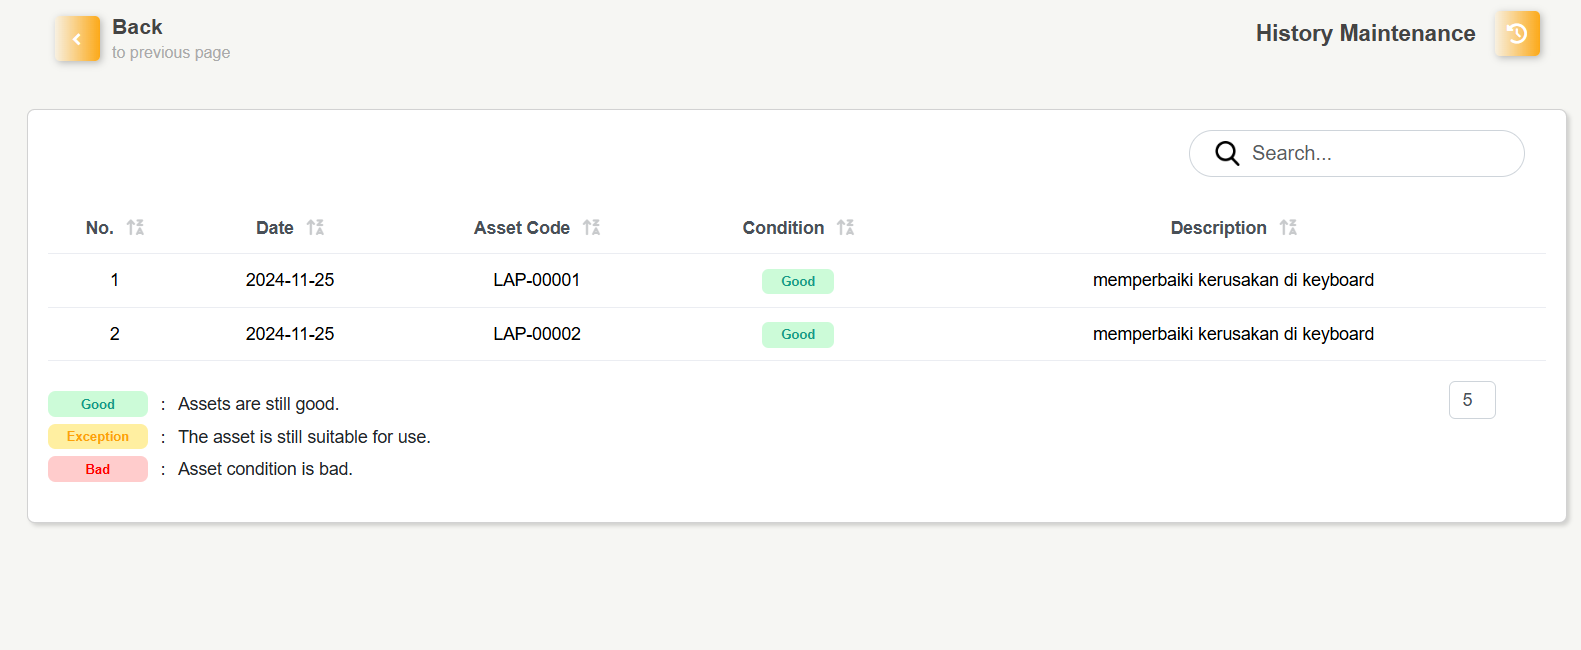 Back
to previous page
History Maintenance
Search...
No. Date Asset Code Condition Description
1 2024-11-25 LAP-00001 Good memperbaiki kerusakan di keyboard
2 2024-11-25 LAP-00002 Good memperbaiki kerusakan di keyboard
Good : Assets are still good.
5
Exception : The asset is still suitable for use.
Bad : Asset condition is bad.